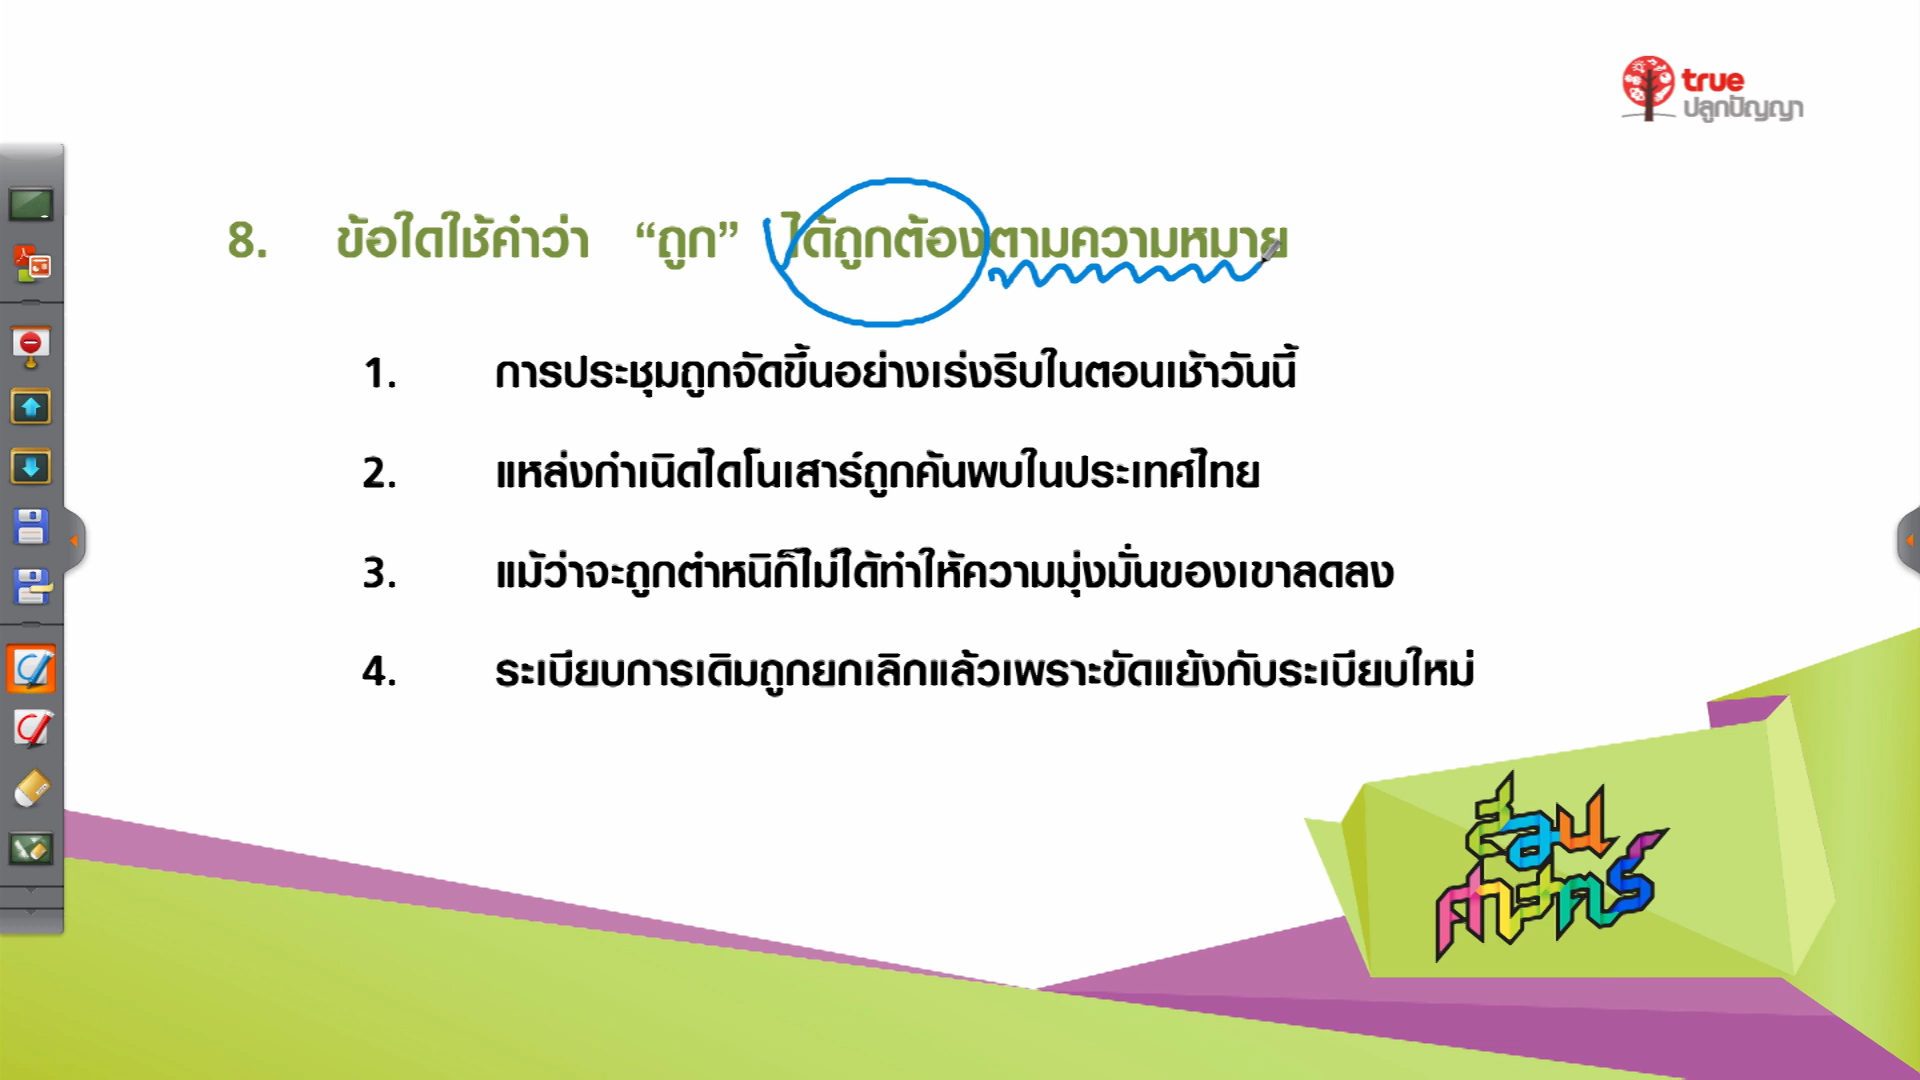 true
ปลูกปัญญา
8. ข้อใดใช้คำว่า “ถูก” ได้ถูกต้องตามความหมาย
1. การประชุมถูกจัดขึ้นอย่างเร่งรีบในตอนเช้าวันนี้
2. แหล่งกำเนิดไดโนเสาร์ถูกค้นพบในประเทศไทย
3. แม้ว่าจะถูกตำหนิก็ไม่ได้ทำให้ความมุ่งมั่นของเขาลดลง
4. ระเบียบการเดิมถูกยกเลิกแล้วเพราะขัดแย้งกับระเบียบใหม่
สอน
ศาสตร์